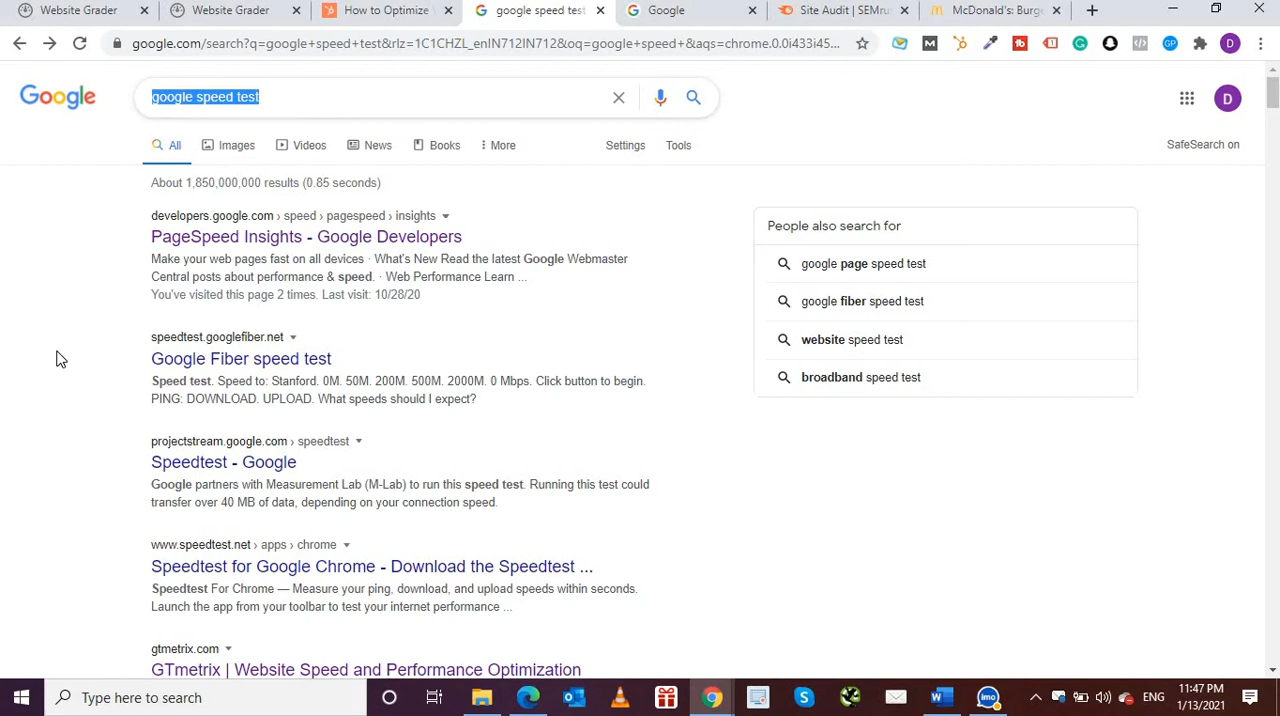 Website Grader
Website Grader
How to Optimize
google speed test
Google
Site Audit | SEMrus
McDonald's: Burge
google.com/search?q=google+speed+test&rlz=1C1CHZL_enIN712IN712&oq=google+speed+&aqs=chrome.0.0i433i45...
Google
google speed test
D
All
Images
Videos
News
Books
More
Settings
Tools
SafeSearch on
About 1,850,000,000 results (0.85 seconds)
developers.google.com › speed › pagespeed › insights
PageSpeed Insights - Google Developers
Make your web pages fast on all devices · What's New Read the latest Google Webmaster
Central posts about performance & speed. · Web Performance Learn ...
You've visited this page 2 times. Last visit: 10/28/20
speedtest.googlefiber.net
Google Fiber speed test
Speed test. Speed to: Stanford. 0M. 50M. 200M. 500M. 2000M. 0 Mbps. Click button to begin.
PING: DOWNLOAD. UPLOAD. What speeds should I expect?
projectstream.google.com › speedtest
Speedtest - Google
Google partners with Measurement Lab (M-Lab) to run this speed test. Running this test could
transfer over 40 MB of data, depending on your connection speed.
www.speedtest.net › apps › chrome
Speedtest for Google Chrome - Download the Speedtest ...
Speedtest For Chrome — Measure your ping, download, and upload speeds within seconds.
Launch the app from your toolbar to test your internet performance ...
gtmetrix.com
GTmetrix | Website Speed and Performance Optimization
People also search for
google page speed test
google fiber speed test
website speed test
broadband speed test
Type here to search
ENG
11:47 PM
1/13/2021